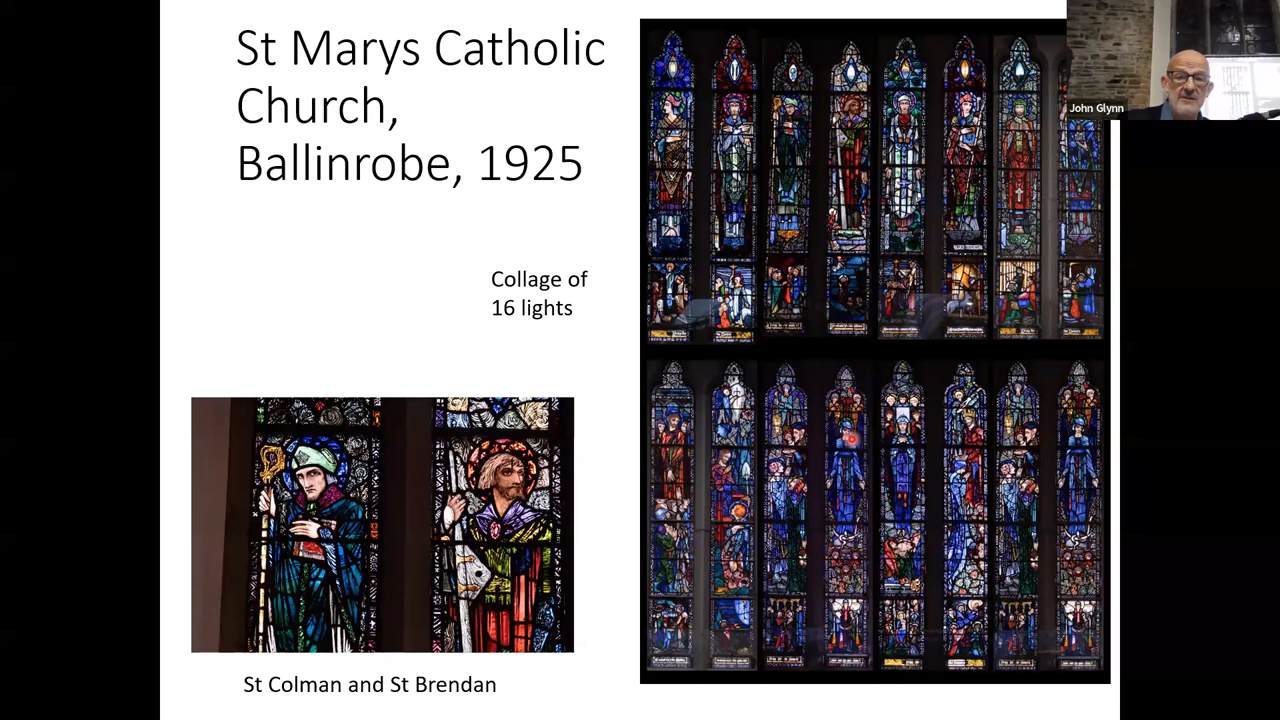 St Marys Catholic
Church,
Ballinrobe, 1925
John Glynn
Collage of
16 lights
St Colman and St Brendan